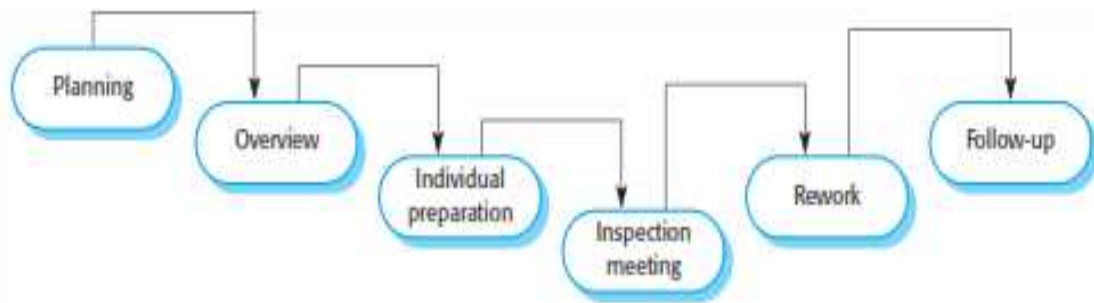 Planning
Overview
Individual
preparation
Inspection
meeting
Rework
Follow-up